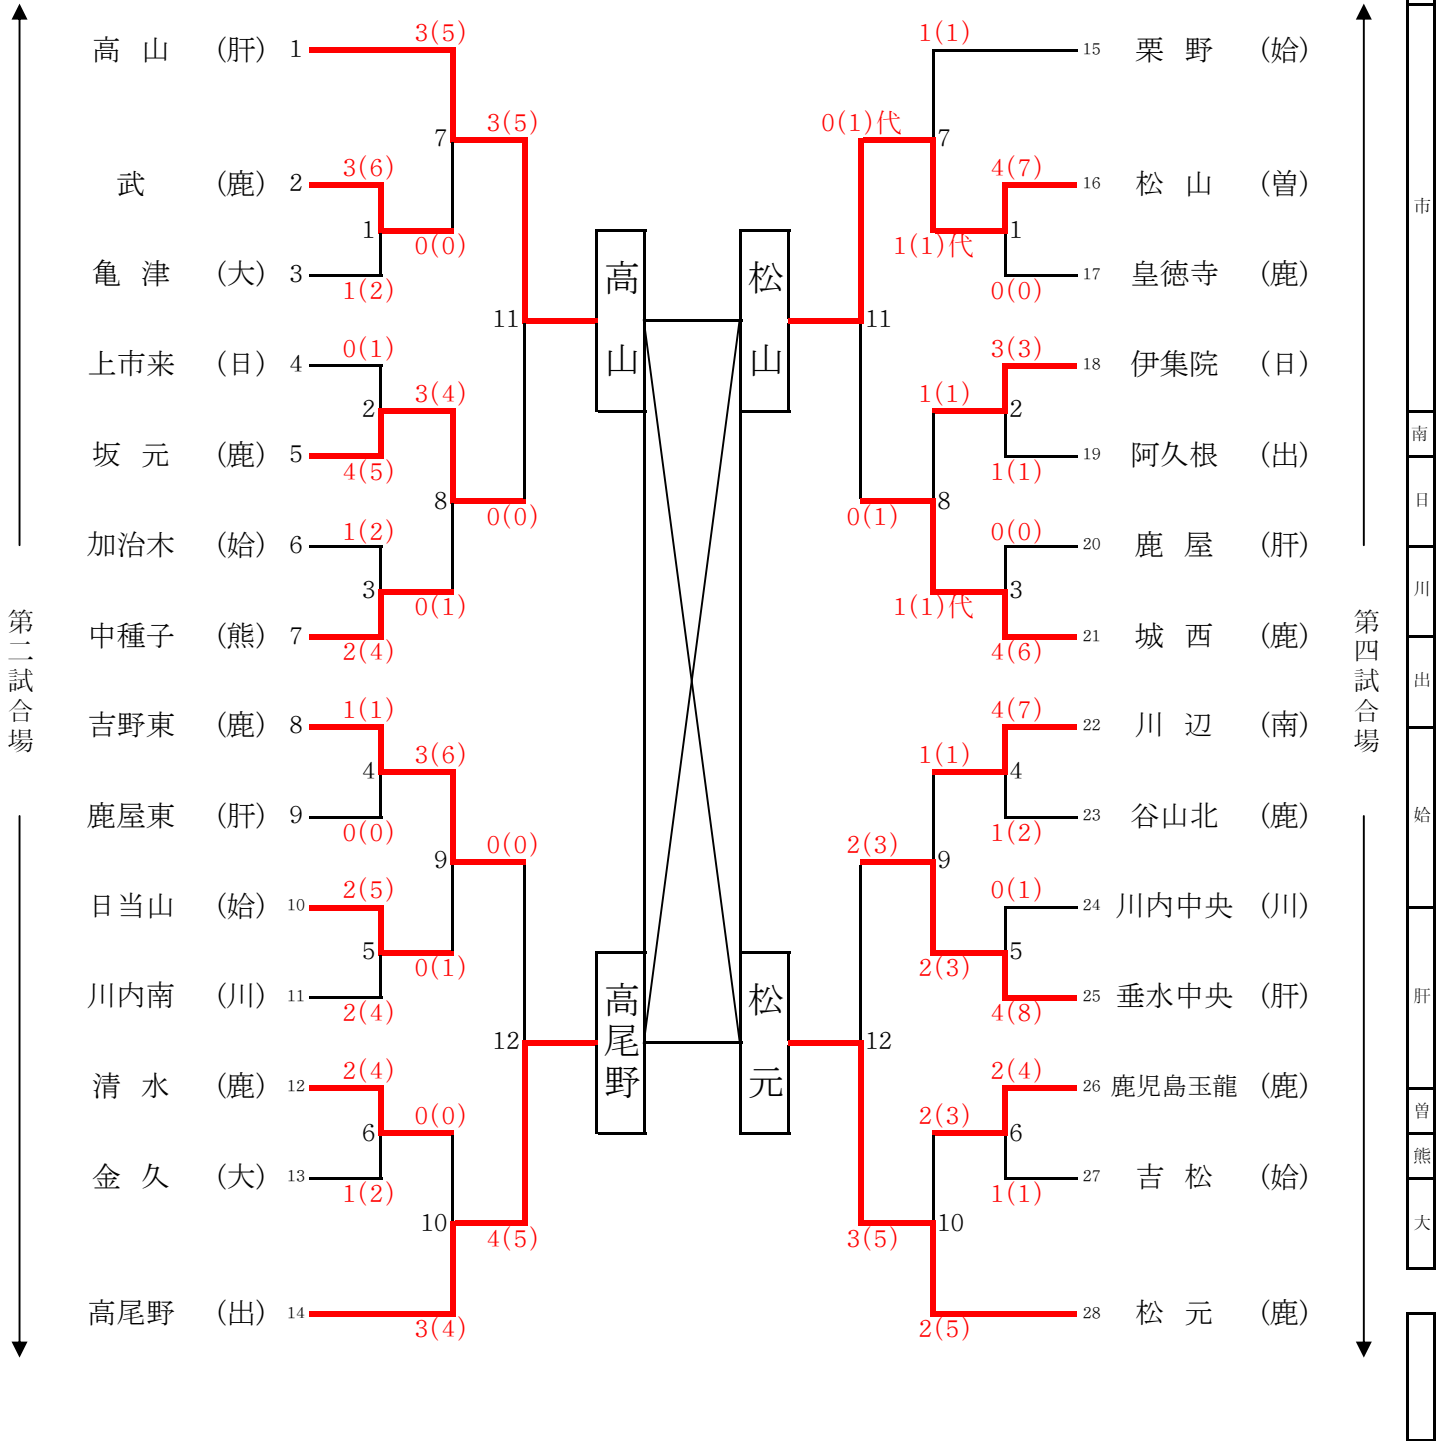 高山 (肝) 1
武 (鹿) 2
亀津 (大) 3
上市来 (日) 4
坂元 (鹿) 5
加治木 (姶) 6
中種子 (熊) 7
吉野東 (鹿) 8
鹿屋東 (肝) 9
日当山 (姶) 10
川内南 (川) 11
清水 (鹿) 12
金久 (大) 13
高尾野 (出) 14
第二試合場
3(5)
7
3(5)
3(6)
1
0(0)
1(2)
11
0(1)
2
3(4)
4(5)
8
0(0)
1(2)
3
0(1)
2(4)
1(1)
4
3(6)
0(0)
9
0(0)
2(5)
5
0(1)
2(4)
12
2(4)
6
0(0)
1(2)
10
4(5)
3(4)
高山
高尾野
松山
松元
1(1)
0(1)代
7
4(7)
1(1)代
1
0(0)
11
3(3)
1(1)
2
1(1)
0(1)
8
0(0)
3
1(1)代
4(6)
4(7)
1(1)
4
1(2)
2(3)
9
0(1)
5
2(3)
4(8)
12
2(4)
2(3)
6
1(1)
3(5)
10
2(5)
15 栗野 (姶)
16 松山 (曽)
17 皇徳寺 (鹿)
18 伊集院 (日)
19 阿久根 (出)
20 鹿屋 (肝)
21 城西 (鹿)
22 川辺 (南)
23 谷山北 (鹿)
24 川内中央 (川)
25 垂水中央 (肝)
26 鹿児島玉龍 (鹿)
27 吉松 (姶)
28 松元 (鹿)
第四試合場
市
南
日
川
出
姶
肝
曽
熊
大